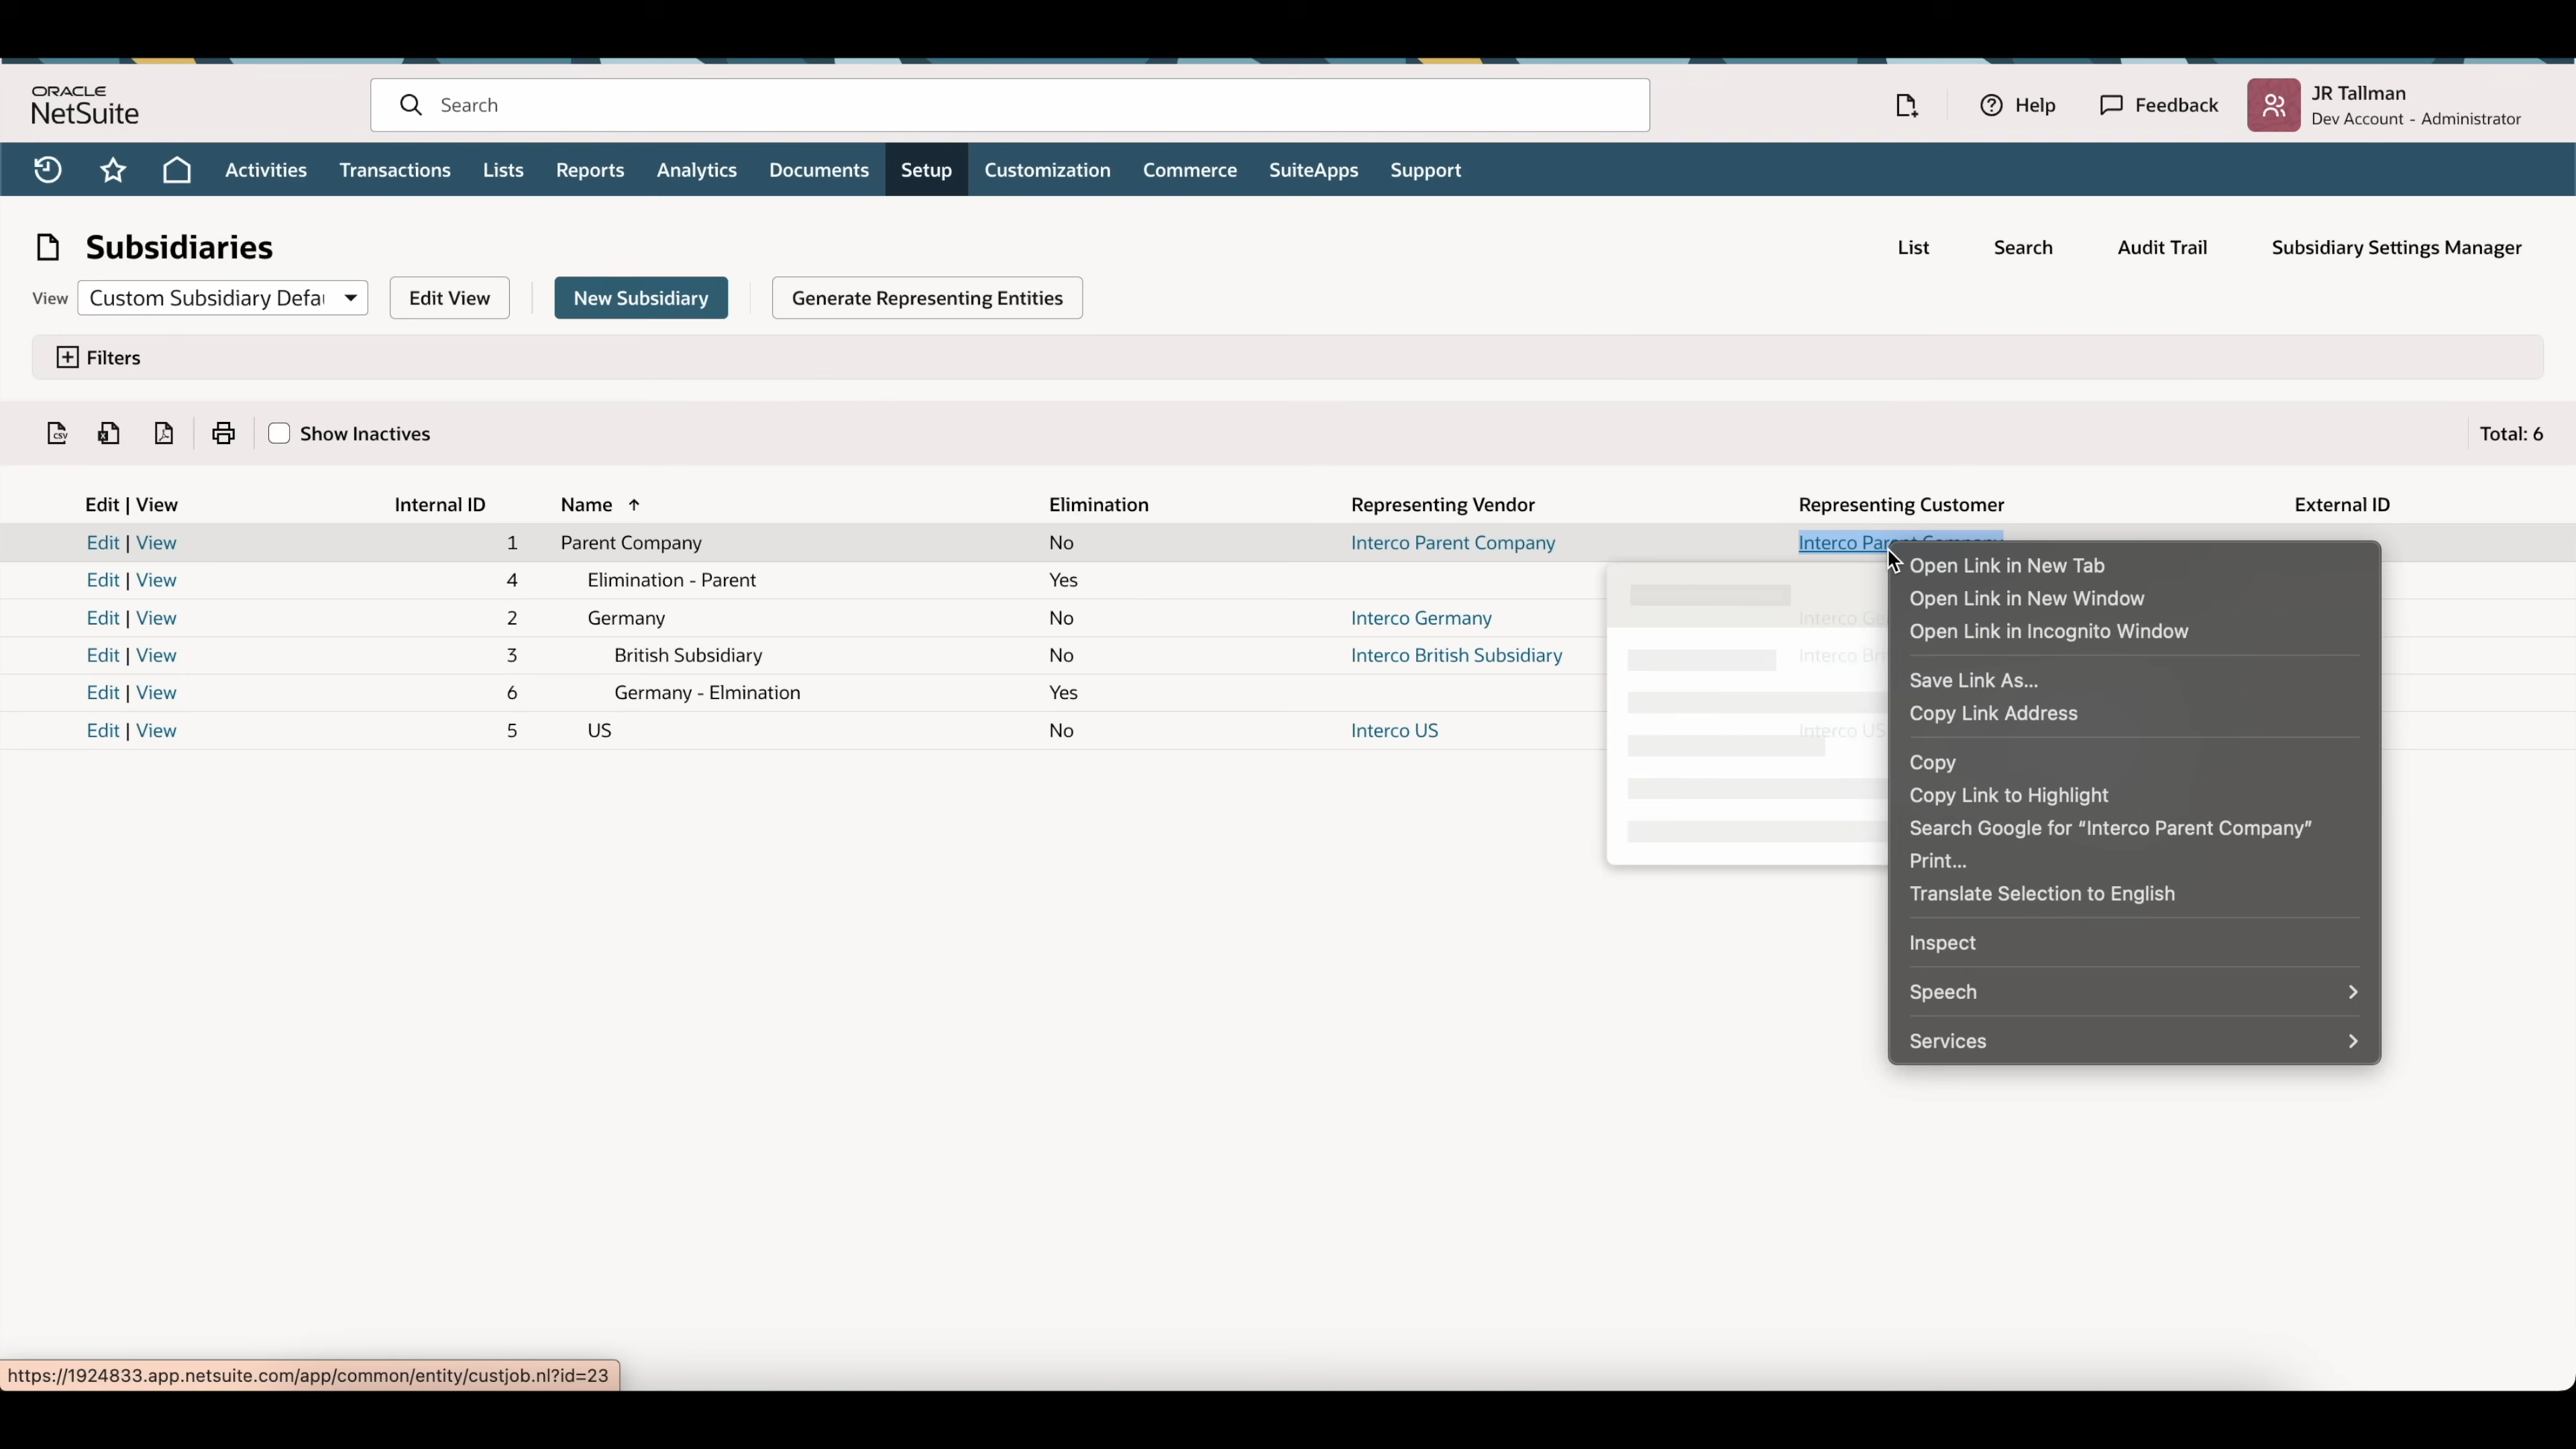 ORACLE
NetSuite
Search
Help
Feedback
JR Tallman
Dev Account - Administrator
Activities
Transactions
Lists
Reports
Analytics
Documents
Setup
Customization
Commerce
SuiteApps
Support
Subsidiaries
List
Search
Audit Trail
Subsidiary Settings Manager
View
Custom Subsidiary Defau
Edit View
New Subsidiary
Generate Representing Entities
Filters
CSV
Show Inactives
Total: 6
Edit | View Internal ID Name ↑ Elimination Representing Vendor Representing Customer External ID
Edit | View 1 Parent Company No Interco Parent Company Interco Parent Company
Edit | View 4 Elimination - Parent Yes
Edit | View 2 Germany No Interco Germany Interco
Edit | View 3 British Subsidiary No Interco British Subsidiary Interco
Edit | View 6 Germany - Elmination Yes
Edit | View 5 US No Interco US Interco US
Open Link in New Tab
Open Link in New Window
Open Link in Incognito Window
Save Link As...
Copy Link Address
Copy
Copy Link to Highlight
Search Google for “Interco Parent Company”
Print...
Translate Selection to English
Inspect
Speech
Services
https://1924833.app.netsuite.com/app/common/entity/custjob.nl?id=23